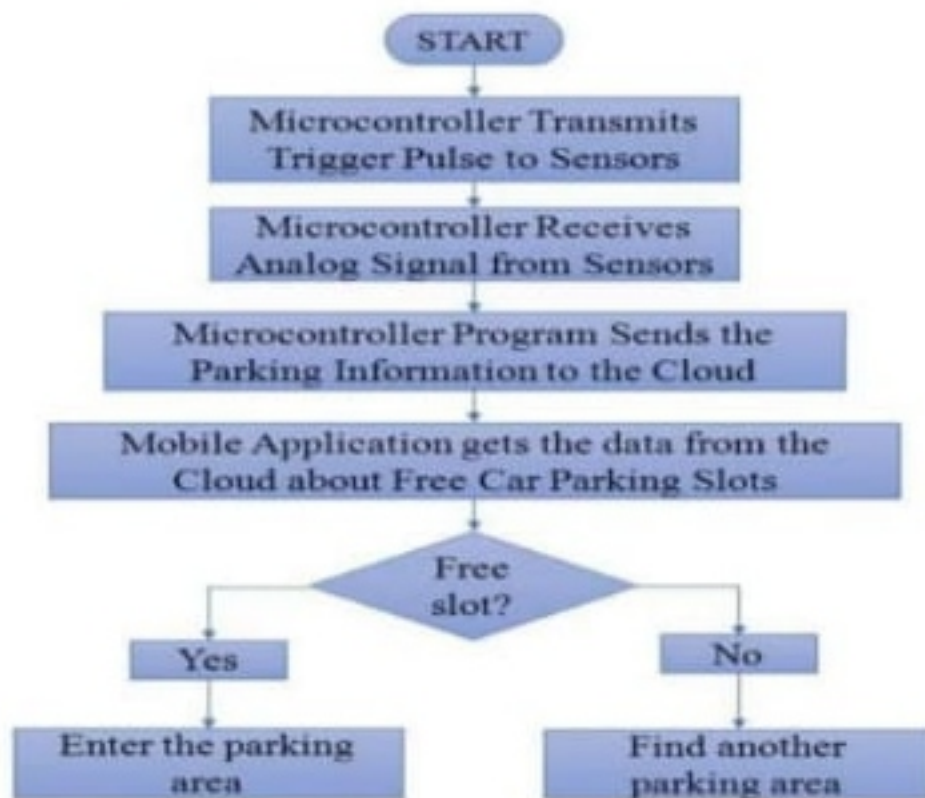 START
Microcontroller Transmits
Trigger Pulse to Sensors
Microcontroller Receives
Analog Signal from Sensors
Microcontroller Program Sends the
Parking Information to the Cloud
Mobile Application gets the data from the
Cloud about Free Car Parking Slots
Free
slot?
Yes
No
Enter the parking
area
Find another
parking area